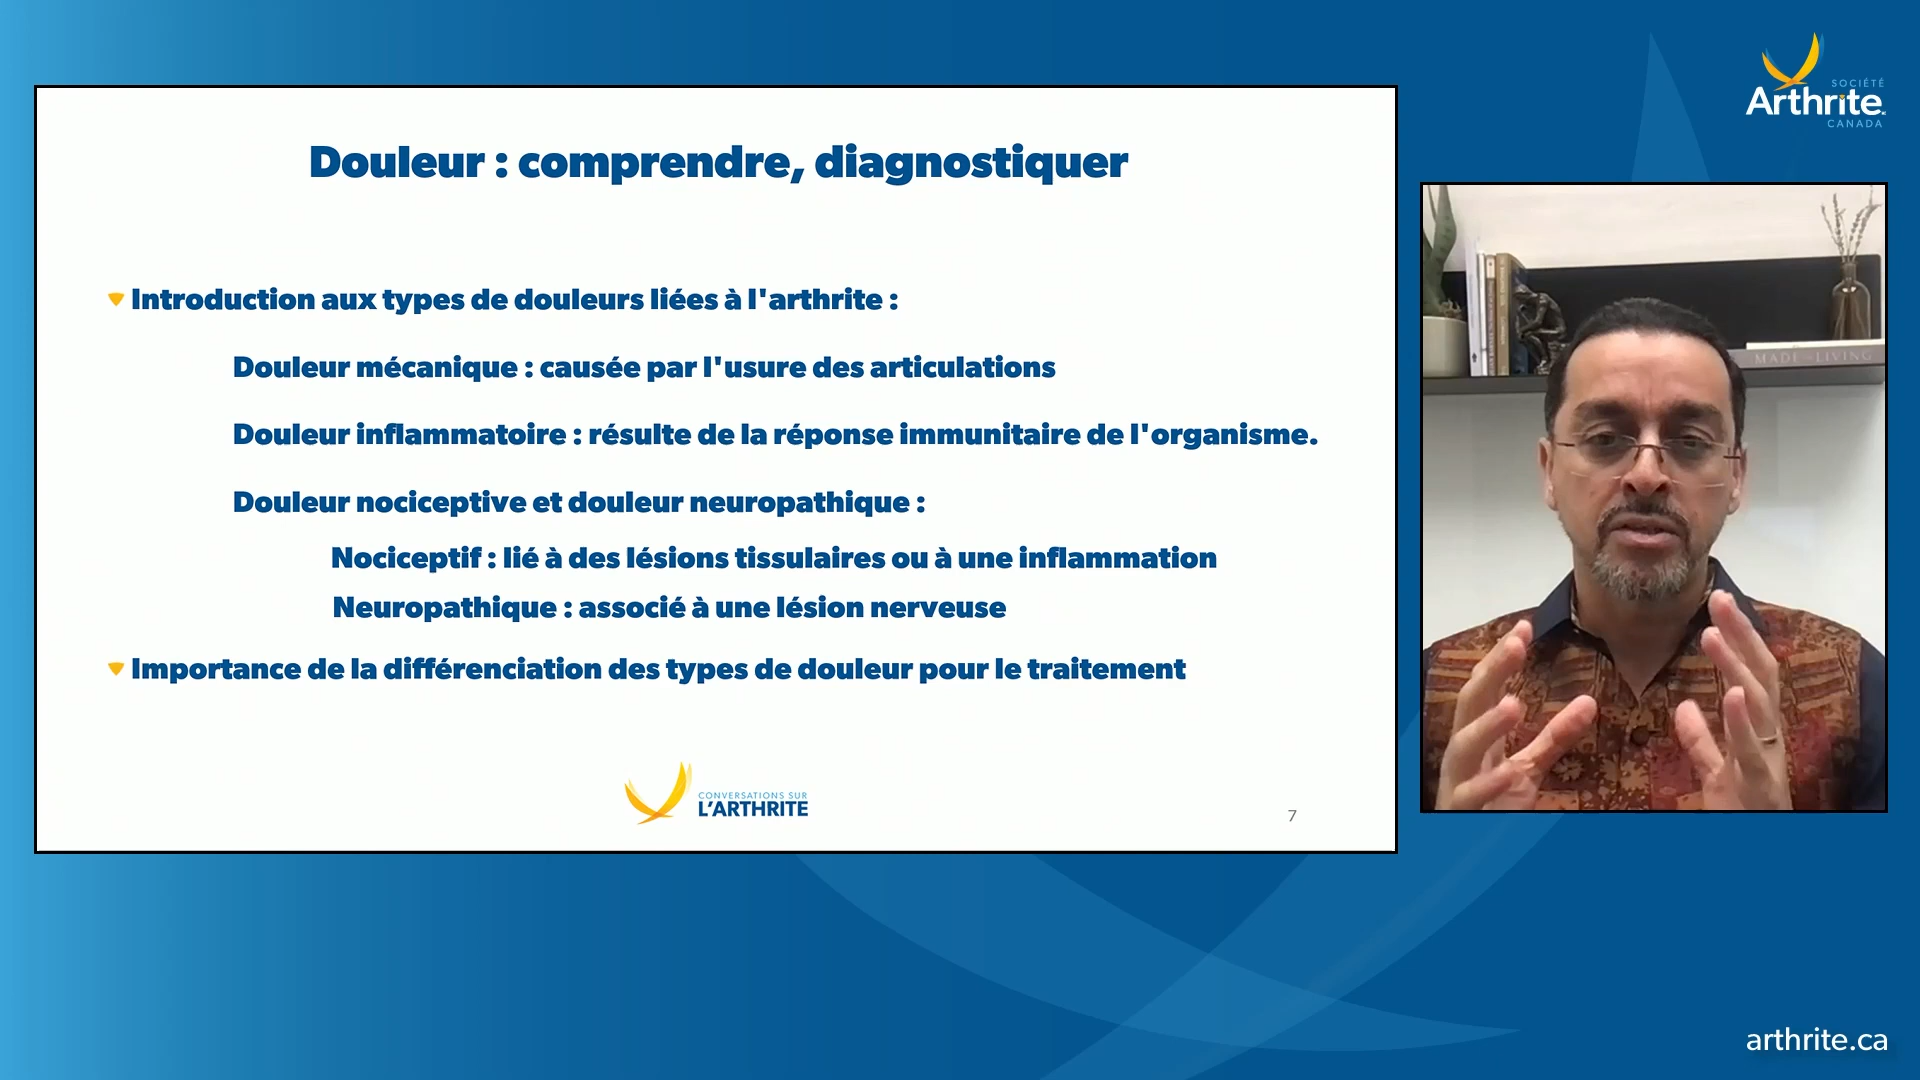 SOCIÉTÉ
Arthrite
CANADA
Douleur : comprendre, diagnostiquer
Introduction aux types de douleurs liées à l'arthrite :
Douleur mécanique : causée par l'usure des articulations
Douleur inflammatoire : résulte de la réponse immunitaire de l'organisme.
Douleur nociceptive et douleur neuropathique :
Nociceptif : lié à des lésions tissulaires ou à une inflammation
Neuropathique : associé à une lésion nerveuse
Importance de la différenciation des types de douleur pour le traitement
CONVERSATIONS SUR
L'ARTHRITE
7
MADE FOR LIVING
arthrite.ca